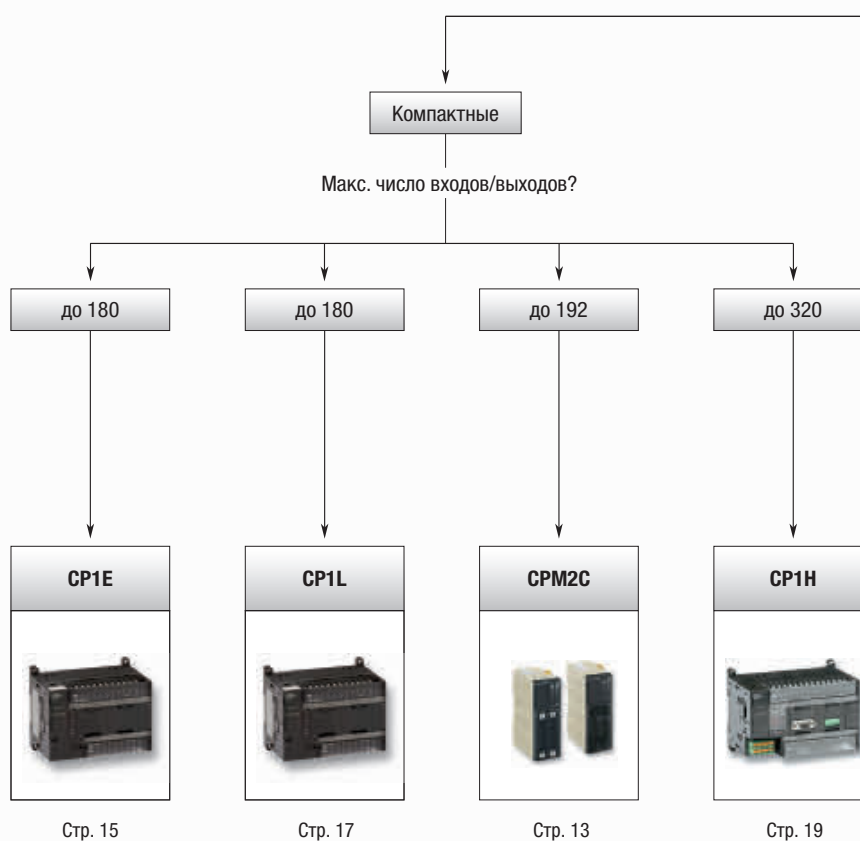 Компактные
Макс. число входов/выходов?
до 180
до 180
до 192
до 320
CP1E
CP1L
CPM2C
CP1H
Стр. 15
Стр. 17
Стр. 13
Стр. 19